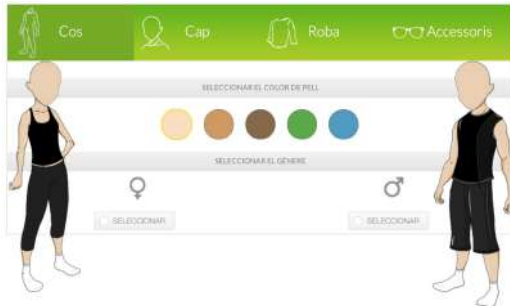 Cos Cap Roba Accessoris
SELECCIONAR EL COLOR DE PELL
SELECCIONAR EL GÈNERE
SELECCIONAR SELECCIONAR